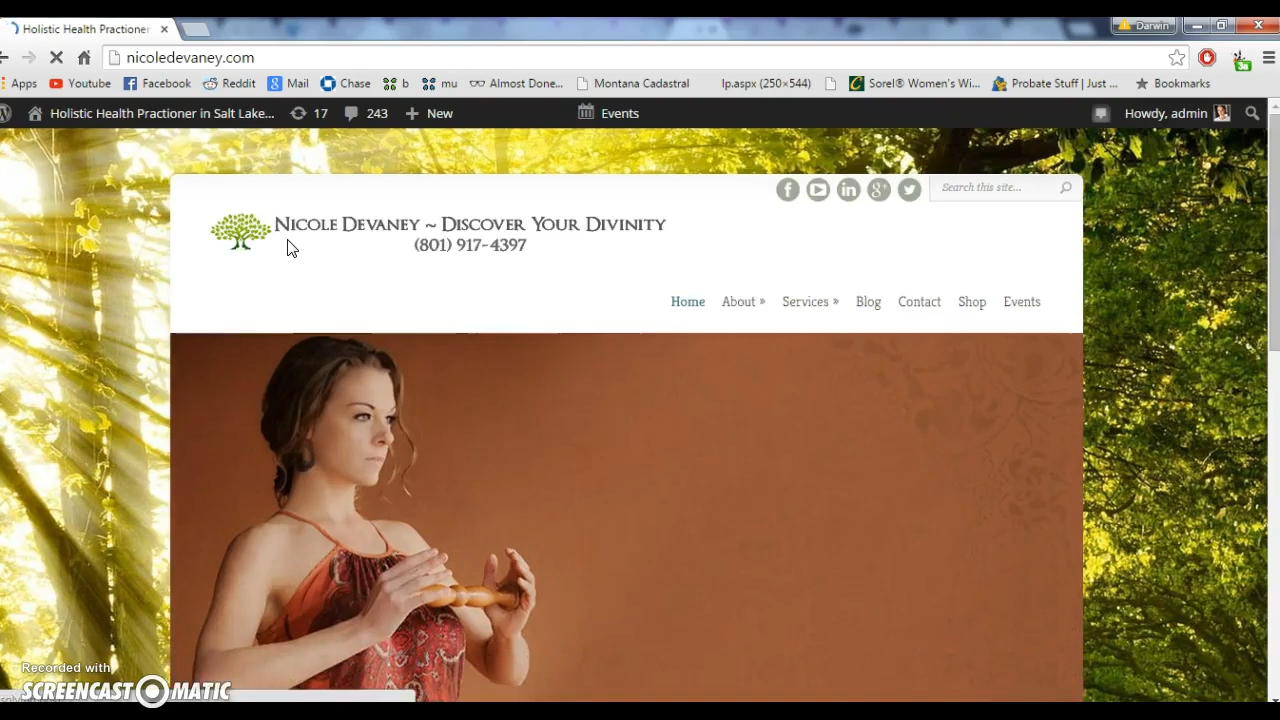 Holistic Health Practioner
Darwin
nicoledevaney.com
3a
Apps Youtube Facebook Reddit Mail Chase b mu Almost Done... Montana Cadastral lp.aspx (250×544) Sorel® Women's Wi... Probate Stuff | Just ... Bookmarks
Holistic Health Practioner in Salt Lake... 17 243 New Events Howdy, admin
Search this site...
Nicole Devaney ~ Discover Your Divinity
(801) 917-4397
Home About » Services » Blog Contact Shop Events
Recorded with
SCREENCAST-O-MATIC